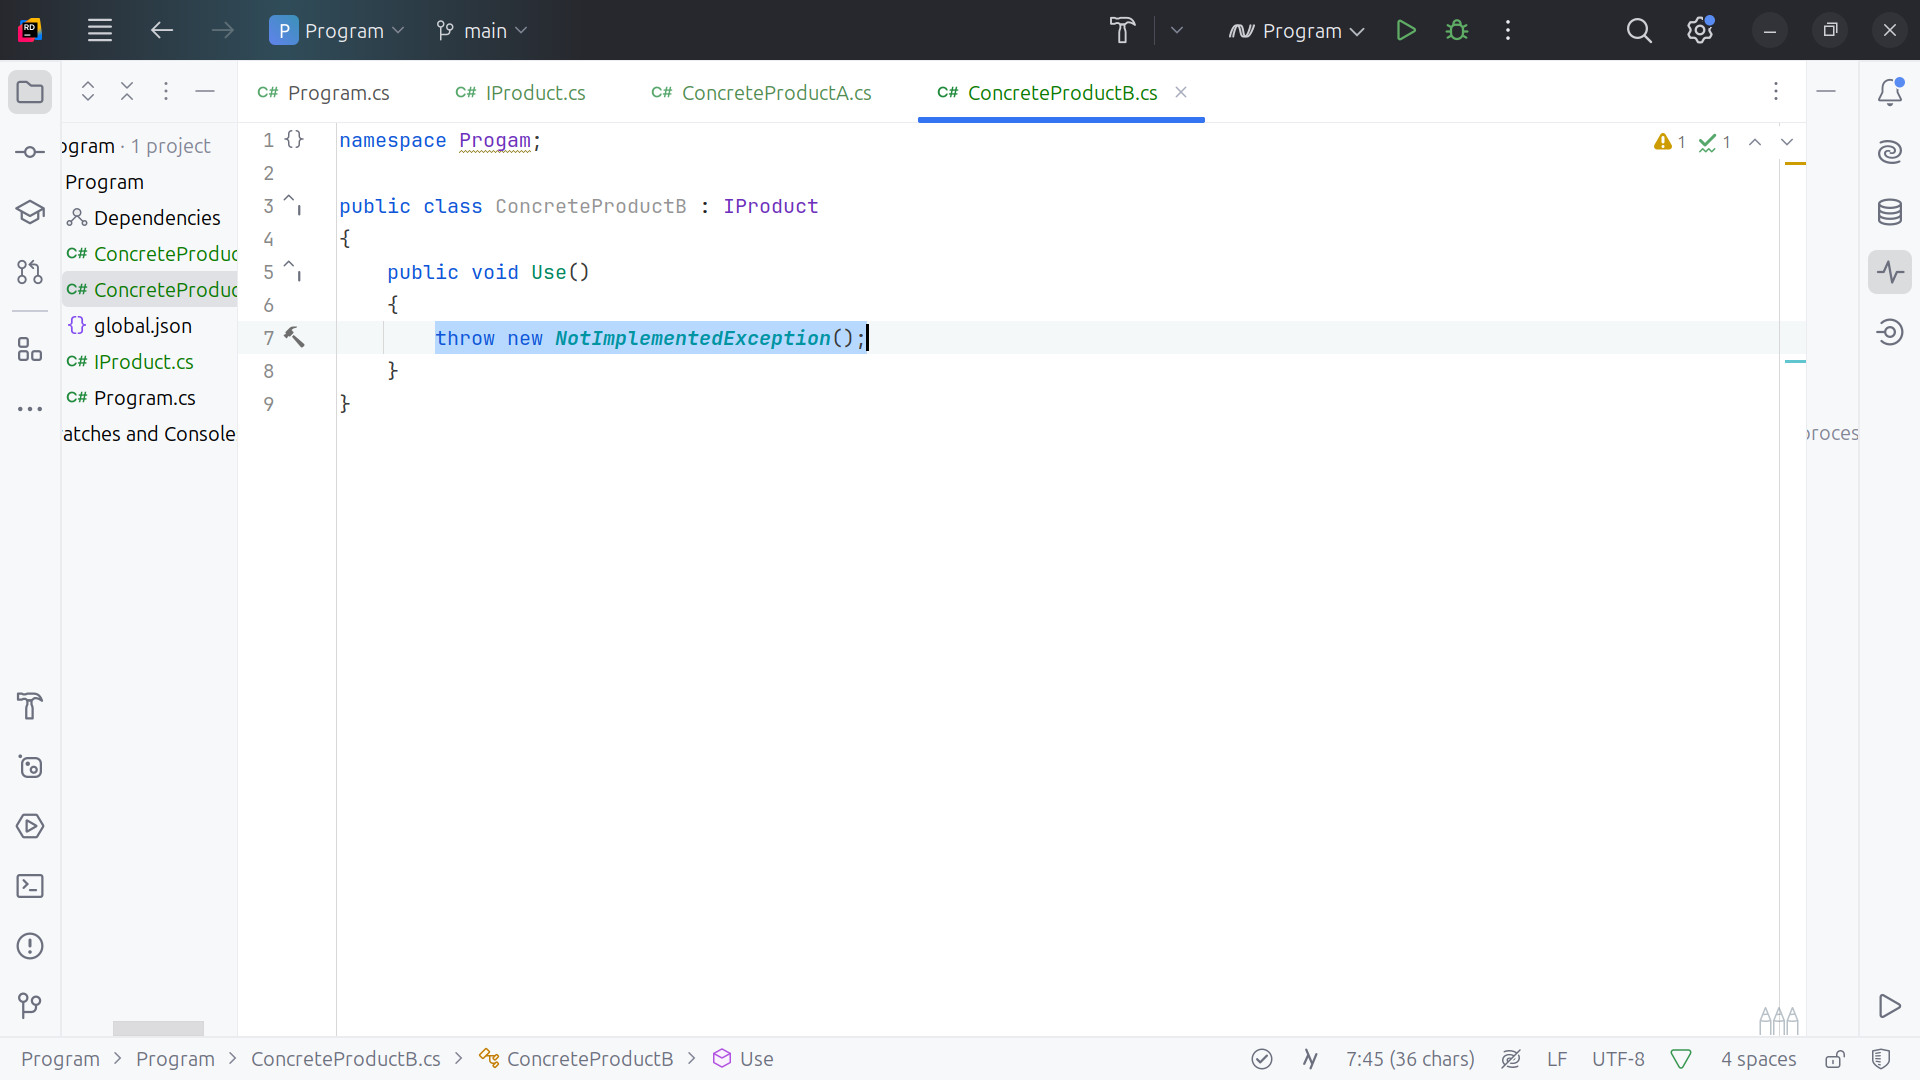 Program
main
Program
Program.cs
IProduct.cs
ConcreteProductA.cs
ConcreteProductB.cs
ogram · 1 project
Program
Dependencies
C# ConcreteProduc
C# ConcreteProduc
{} global.json
C# IProduct.cs
C# Program.cs
atches and Console
1 namespace Progam;
2
3 public class ConcreteProductB : IProduct
4 {
5 public void Use()
6 {
7 throw new NotImplementedException();
8 }
9 }
1 1
proces
Program > Program > ConcreteProductB.cs > ConcreteProductB > Use
7:45 (36 chars) LF UTF-8 4 spaces